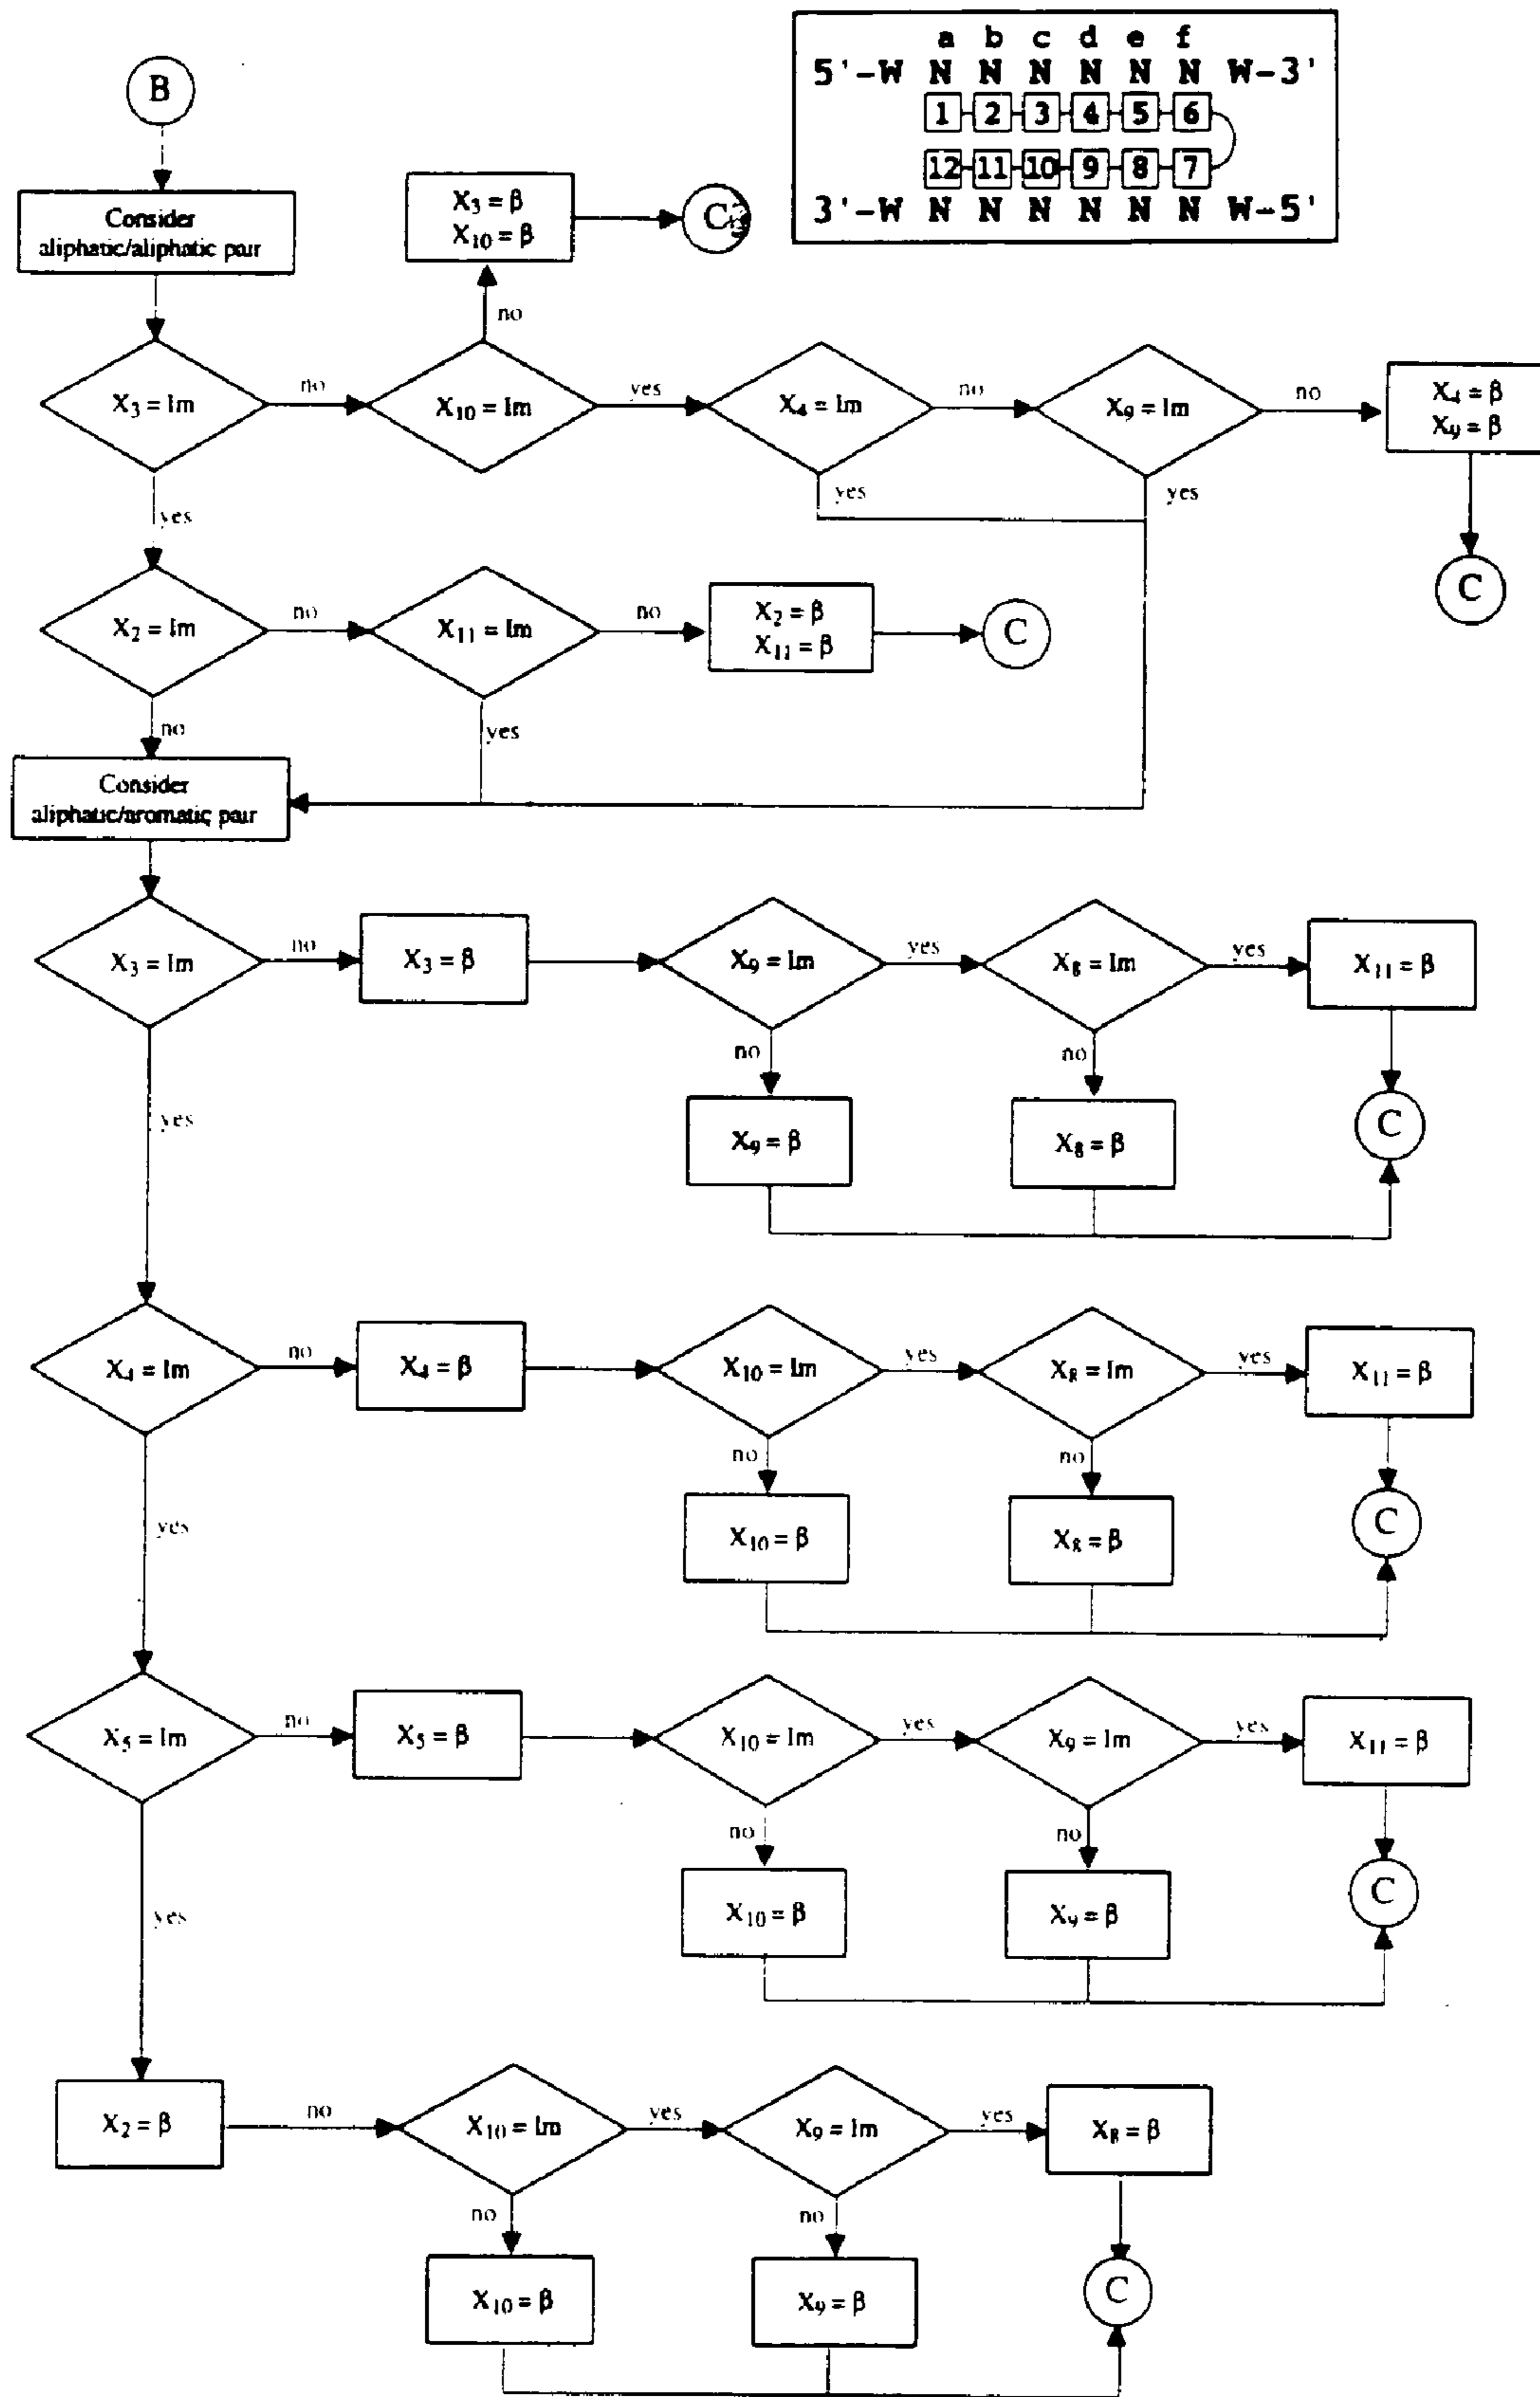 a b c d e f
5'-W N N N N N N W-3'
1 2 3 4 5 6
12 11 10 9 8 7
3'-W N N N N N N W-5'
B
Consider
aliphatic/aliphatic pair
X3 = β
X10 = β
C
no
X3 = Im
no
X10 = Im
yes
X4 = Im
no
X9 = Im
no
X4 = β
X9 = β
yes
yes
yes
C
X2 = Im
no
X11 = Im
no
X2 = β
X11 = β
C
no
yes
Consider
aliphatic/aromatic pair
X3 = Im
no
X3 = β
X9 = Im
yes
X8 = Im
yes
X11 = β
no
no
yes
X9 = β
X8 = β
C
X4 = Im
no
X4 = β
X10 = Im
yes
X8 = Im
yes
X11 = β
no
no
yes
X10 = β
X8 = β
C
X5 = Im
no
X5 = β
X10 = Im
yes
X9 = Im
yes
X11 = β
no
no
yes
X10 = β
X9 = β
C
X2 = β
no
X10 = Im
yes
X9 = Im
yes
X8 = β
no
no
X10 = β
X9 = β
C